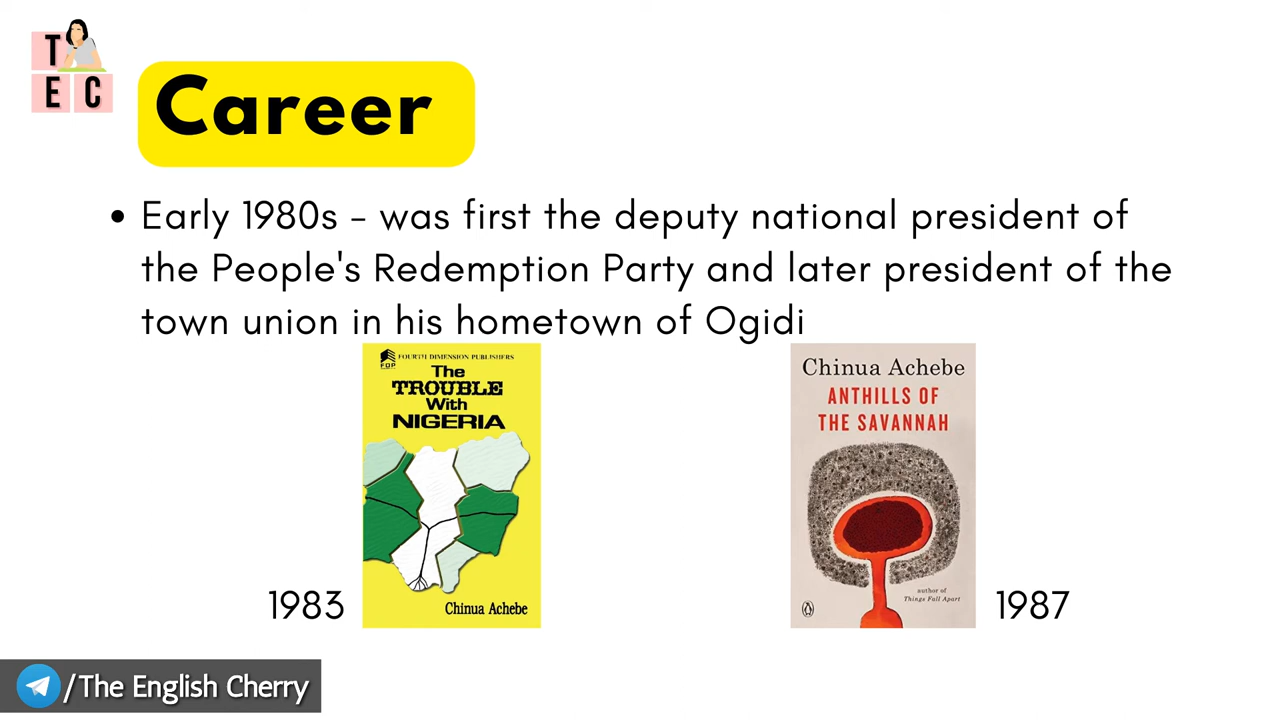 T
E C
Career
• Early 1980s - was first the deputy national president of
the People's Redemption Party and later president of the
town union in his hometown of Ogidi
FDP
FOURTH DIMENSION PUBLISHERS
The
TROUBLE
With
NIGERIA
Chinua Achebe
1983
Chinua Achebe
ANTHILLS OF
THE SAVANNAH
author of
Things Fall Apart
1987
/The English Cherry